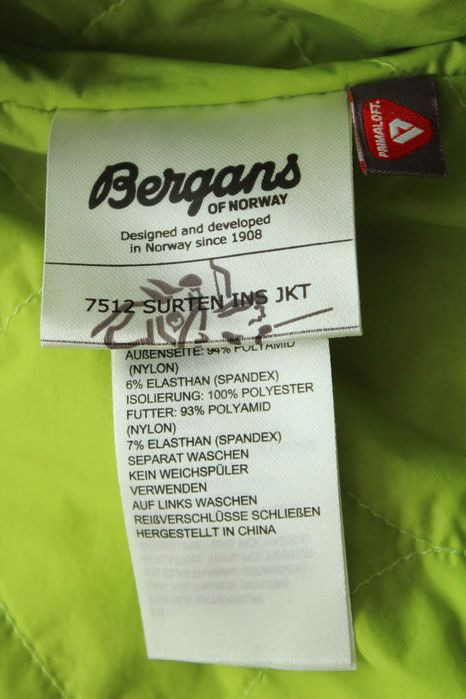 Bergans
OF NORWAY
Designed and developed
in Norway since 1908
7512 SURTEN INS JKT
PRIMALOFT.
AUßENSEITE: 94% POLYAMID
(NYLON)
6% ELASTHAN (SPANDEX)
ISOLIERUNG: 100% POLYESTER
FUTTER: 93% POLYAMID
(NYLON)
7% ELASTHAN (SPANDEX)
SEPARAT WASCHEN
KEIN WEICHSPÜLER
VERWENDEN
AUF LINKS WASCHEN
REIßVERSCHLÜSSE SCHLIEßEN
HERGESTELLT IN CHINA